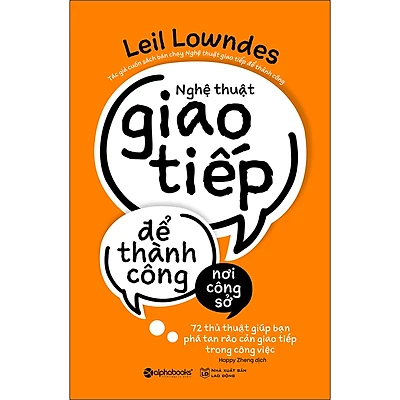 Leil Lowndes
Tác giả cuốn sách bán chạy Nghệ thuật giao tiếp để thành công
Nghệ thuật
giao
tiếp
để
thành
công
nơi
công
sở
72 thủ thuật giúp bạn
phá tan rào cản giao tiếp
trong công việc
Happy Zheng dịch
alphabooks
NHÀ XUẤT BẢN
LAO ĐỘNG